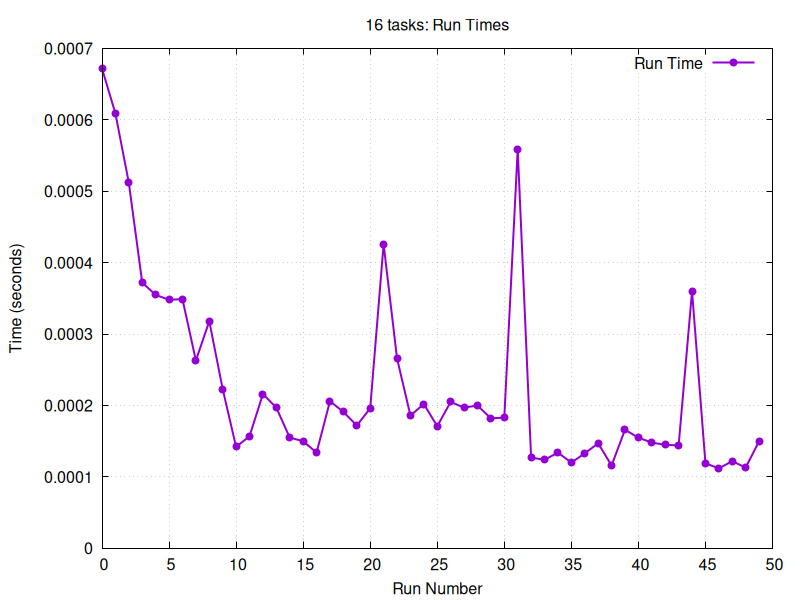 16 tasks: Run Times
Run Time
0.0007
0.0006
0.0005
0.0004
0.0003
0.0002
0.0001
0
Time (seconds)
0 5 10 15 20 25 30 35 40 45 50
Run Number